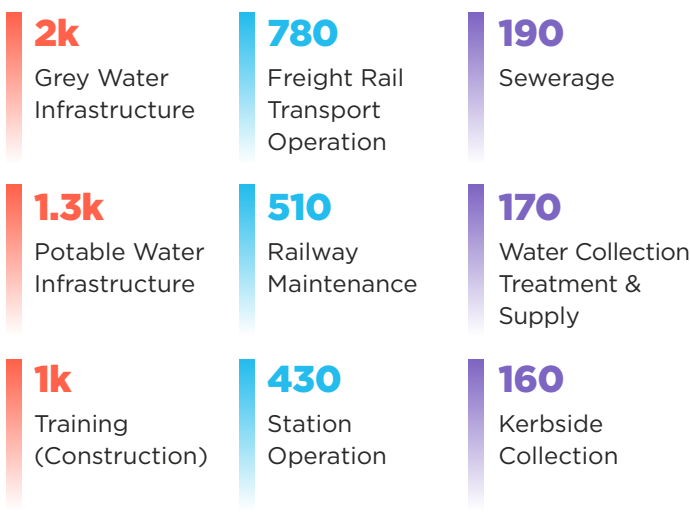 2k
Grey Water
Infrastructure
780
Freight Rail
Transport
Operation
190
Sewerage
1.3k
Potable Water
Infrastructure
510
Railway
Maintenance
170
Water Collection
Treatment &
Supply
1k
Training
(Construction)
430
Station
Operation
160
Kerbside
Collection